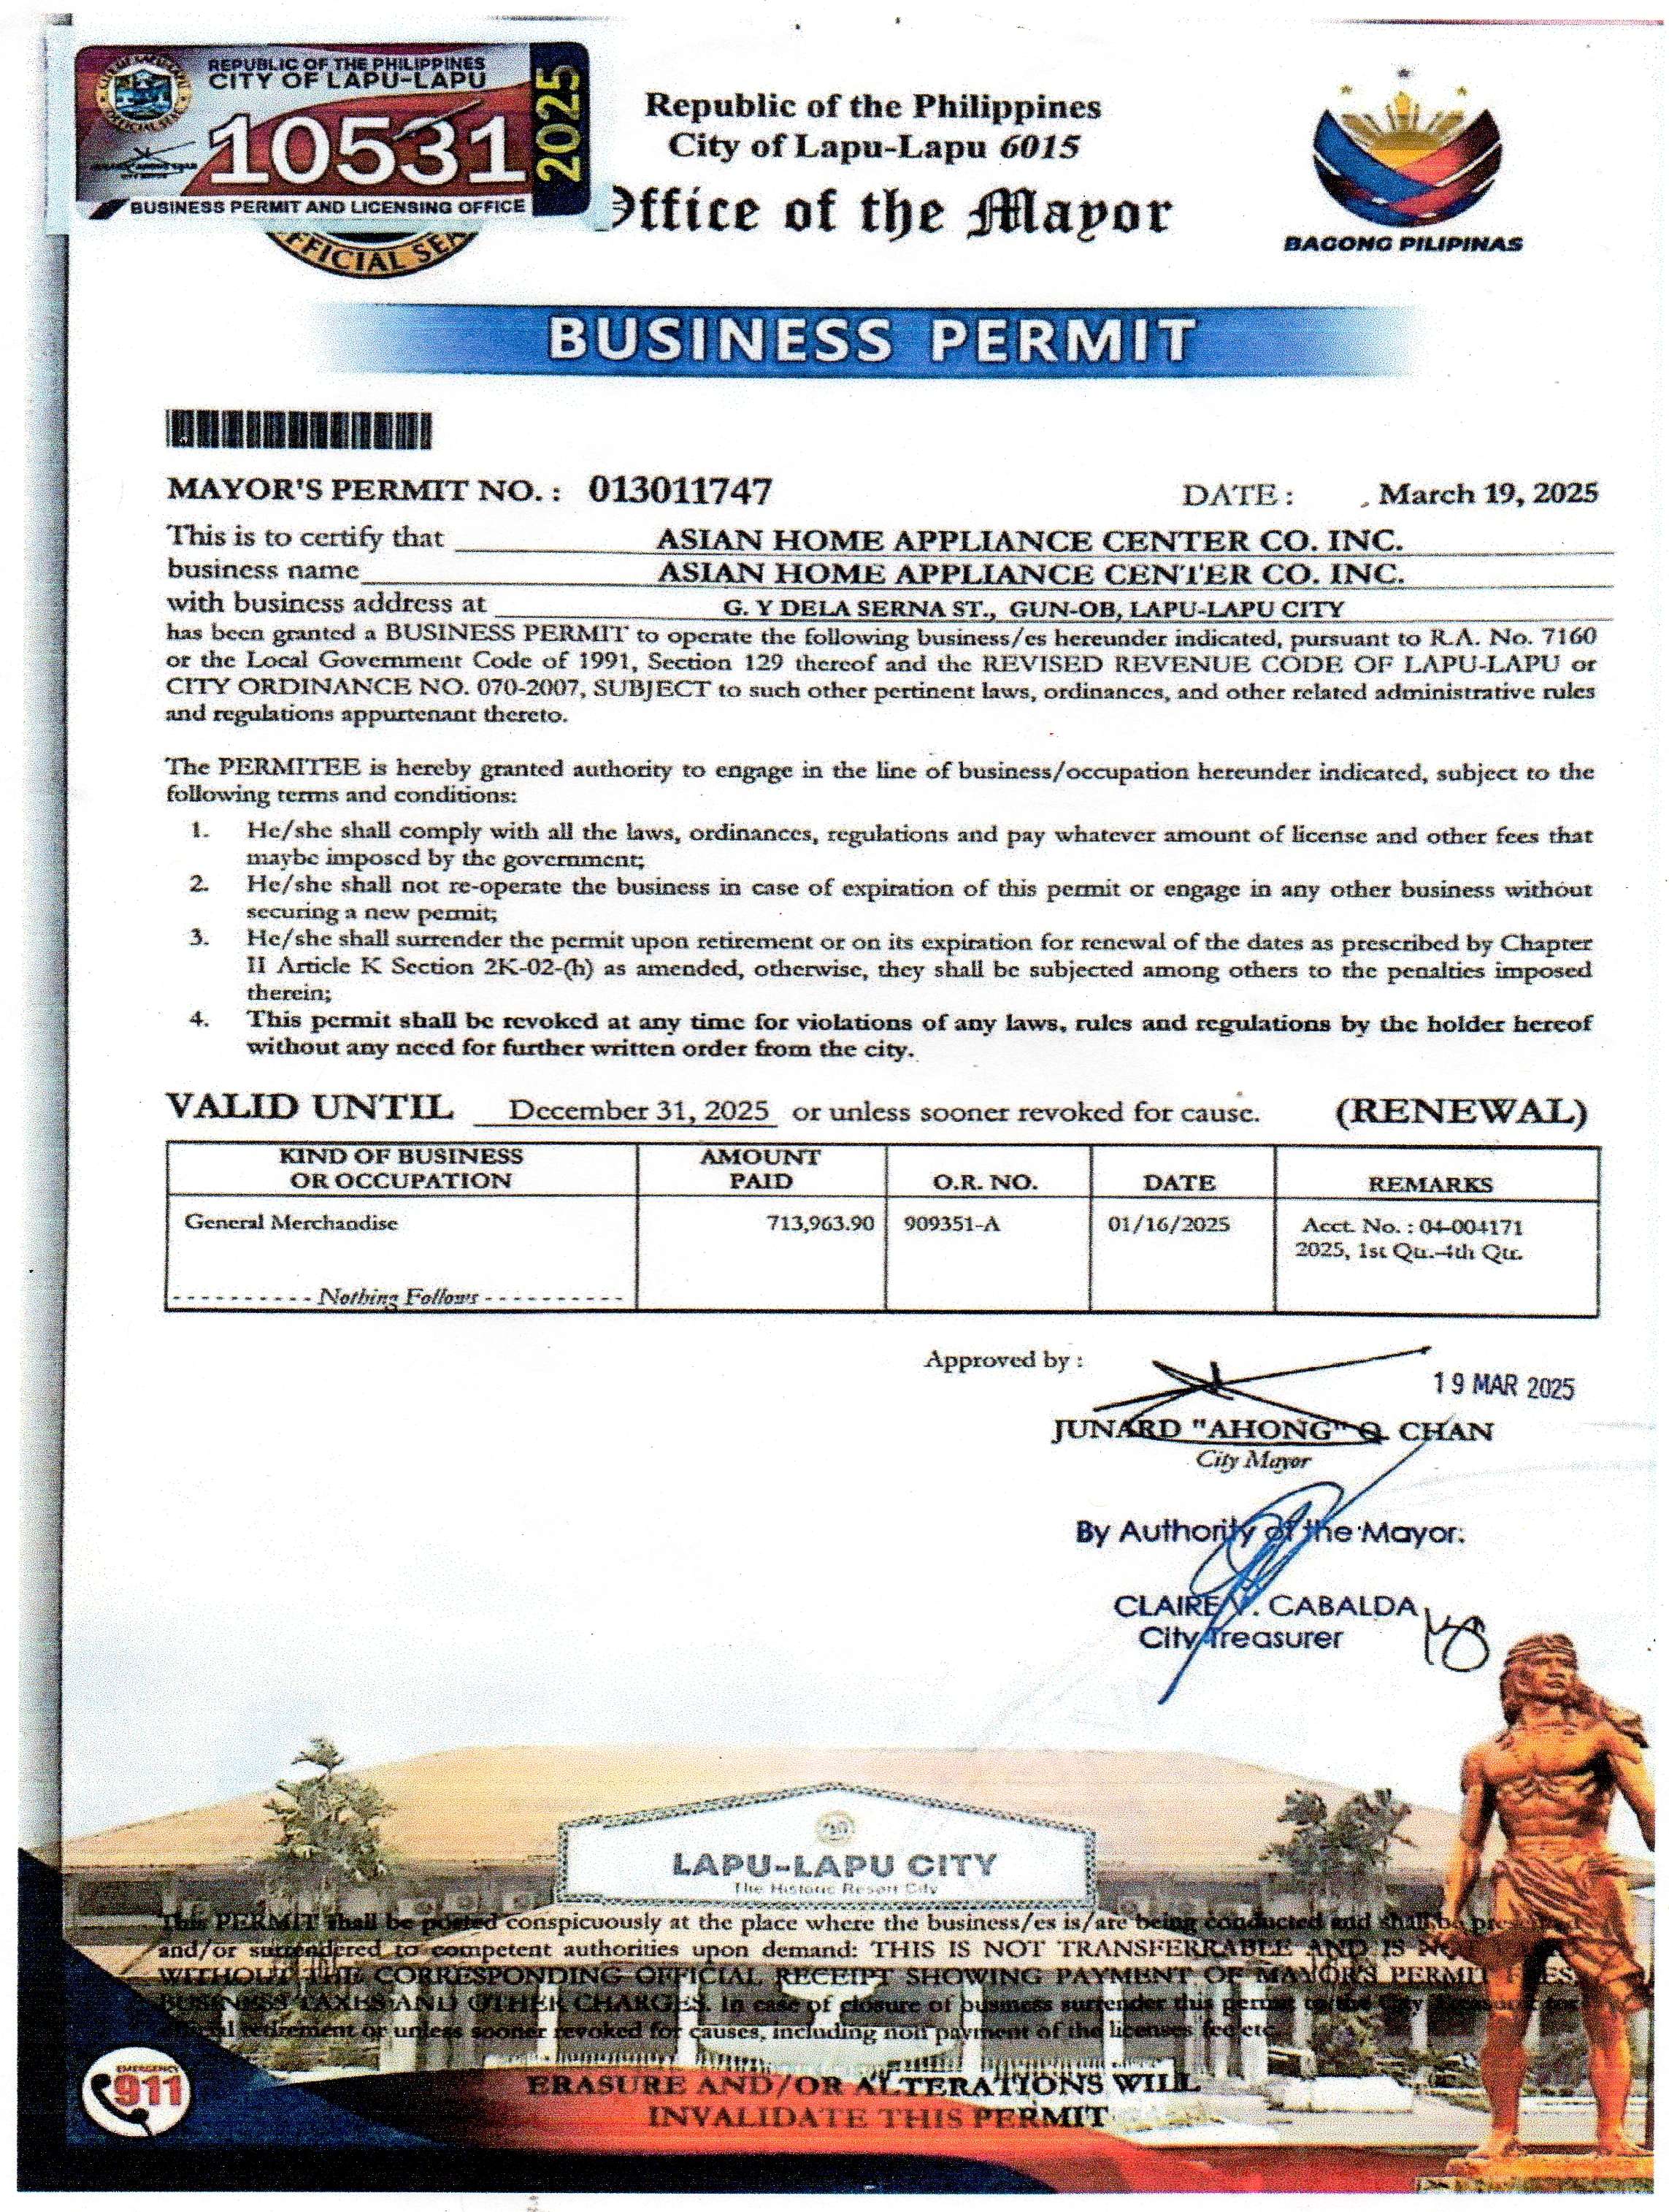 REPUBLIC OF THE PHILIPPINES
CITY OF LAPU-LAPU
10531
2025
BUSINESS PERMIT AND LICENSING OFFICE
OFFICIAL SEA
Republic of the Philippines
City of Lapu-Lapu 6015
Office of the Mayor
BAGONG PILIPINAS
BUSINESS PERMIT
MAYOR'S PERMIT NO. : 013011747 DATE : March 19, 2025
This is to certify that ASIAN HOME APPLIANCE CENTER CO. INC.
business name ASIAN HOME APPLIANCE CENTER CO. INC.
with business address at G. Y DELA SERNA ST., GUN-OB, LAPU-LAPU CITY
has been granted a BUSINESS PERMIT to operate the following business/es hereunder indicated, pursuant to R.A. No. 7160
or the Local Government Code of 1991, Section 129 thereof and the REVISED REVENUE CODE OF LAPU-LAPU or
CITY ORDINANCE NO. 070-2007, SUBJECT to such other pertinent laws, ordinances, and other related administrative rules
and regulations appurtenant thereto.
The PERMITEE is hereby granted authority to engage in the line of business/occupation hereunder indicated, subject to the
following terms and conditions:
1. He/she shall comply with all the laws, ordinances, regulations and pay whatever amount of license and other fees that
maybe imposed by the government;
2. He/she shall not re-operate the business in case of expiration of this permit or engage in any other business without
securing a new permit;
3. He/she shall surrender the permit upon retirement or on its expiration for renewal of the dates as prescribed by Chapter
II Article K Section 2K-02-(h) as amended, otherwise, they shall be subjected among others to the penalties imposed
therein;
4. This permit shall be revoked at any time for violations of any laws, rules and regulations by the holder hereof
without any need for further written order from the city.
VALID UNTIL December 31, 2025 or unless sooner revoked for cause. (RENEWAL)
KIND OF BUSINESS OR OCCUPATION AMOUNT PAID O.R. NO. DATE REMARKS
General Merchandise 713,963.90 909351-A 01/16/2025 Acct. No. : 04-004171
2025, 1st Qtr.-4th Qtr.
- - - - - - - - - - Nothing Follows - - - - - - - - - -
Approved by :
19 MAR 2025
JUNARD "AHONG" Q. CHAN
City Mayor
By Authority of the Mayor:
CLAIRE V. CABALDA
City Treasurer
LAPU-LAPU CITY
The Historic Resort City
This PERMIT shall be posted conspicuously at the place where the business/es is/are being conducted and shall be
and/or surrendered to competent authorities upon demand: THIS IS NOT TRANSFERRABLE AND IS
WITHOUT THE CORRESPONDING OFFICIAL RECEIPT SHOWING PAYMENT OF MAYOR'S PERMIT FEES,
BUSINESS TAXES AND OTHER CHARGES. In case of closure of business surrender this permit to the City Treasurer for
retirement or unless sooner revoked for causes, including non payment of the licenses fee etc.
EMERGENCY
911
ERASURE AND/OR ALTERATIONS WILL
INVALIDATE THIS PERMIT